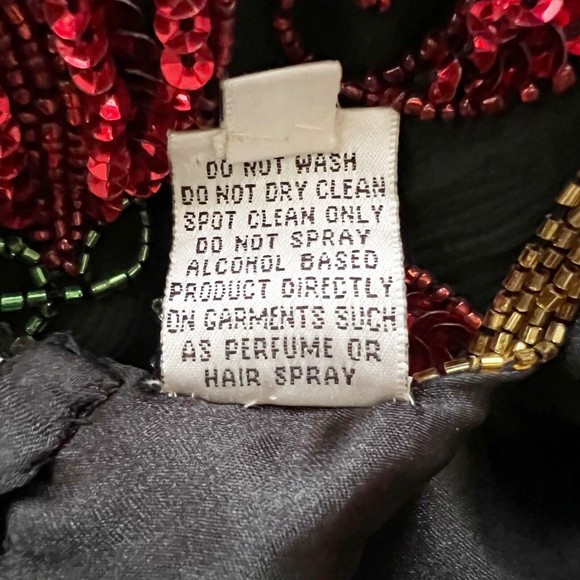 DO NOT WASH
DO NOT DRY CLEAN
SPOT CLEAN ONLY
DO NOT SPRAY
ALCOHOL BASED
PRODUCT DIRECTLY
ON GARMENTS SUCH
AS PERFUME OR
HAIR SPRAY